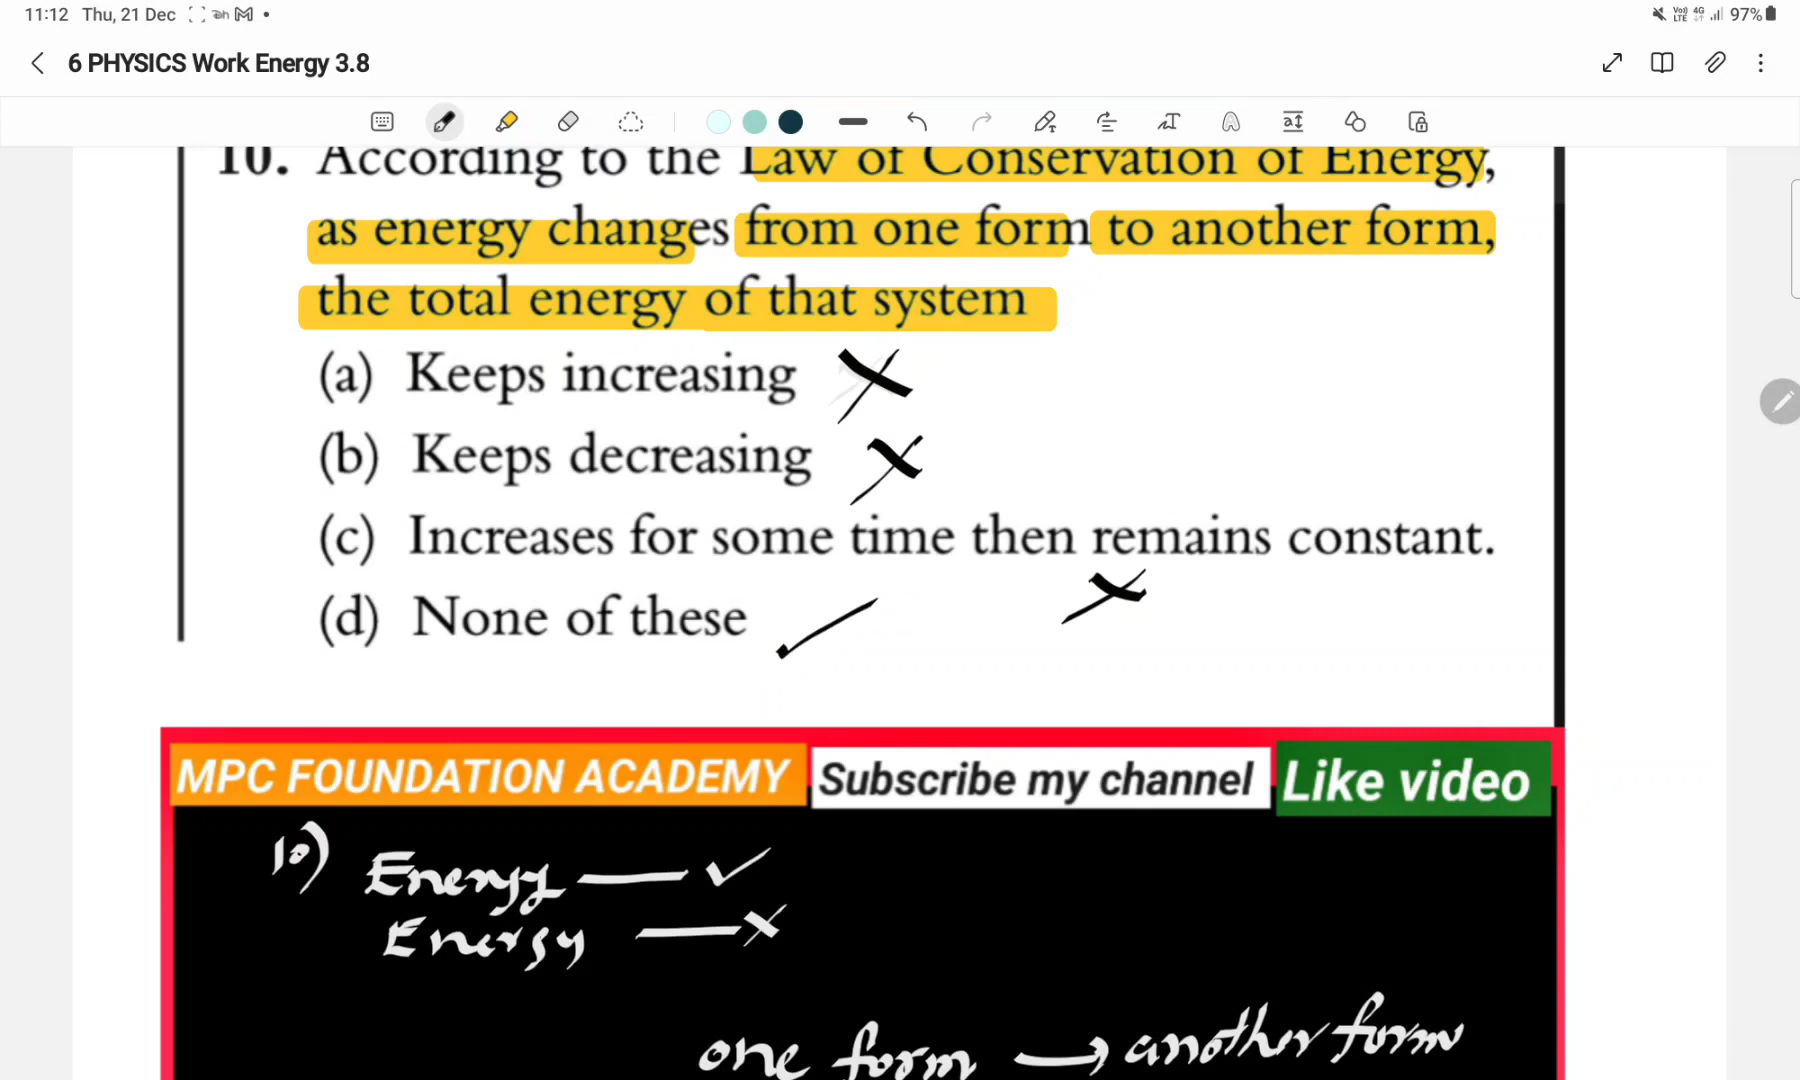 11:12 Thu, 21 Dec
97%
6 PHYSICS Work Energy 3.8
10. According to the Law of Conservation of Energy,
as energy changes from one form to another form,
the total energy of that system
(a) Keeps increasing
(b) Keeps decreasing
(c) Increases for some time then remains constant.
(d) None of these
MPC FOUNDATION ACADEMY Subscribe my channel Like video
10) Energy
Energy
one form → another form